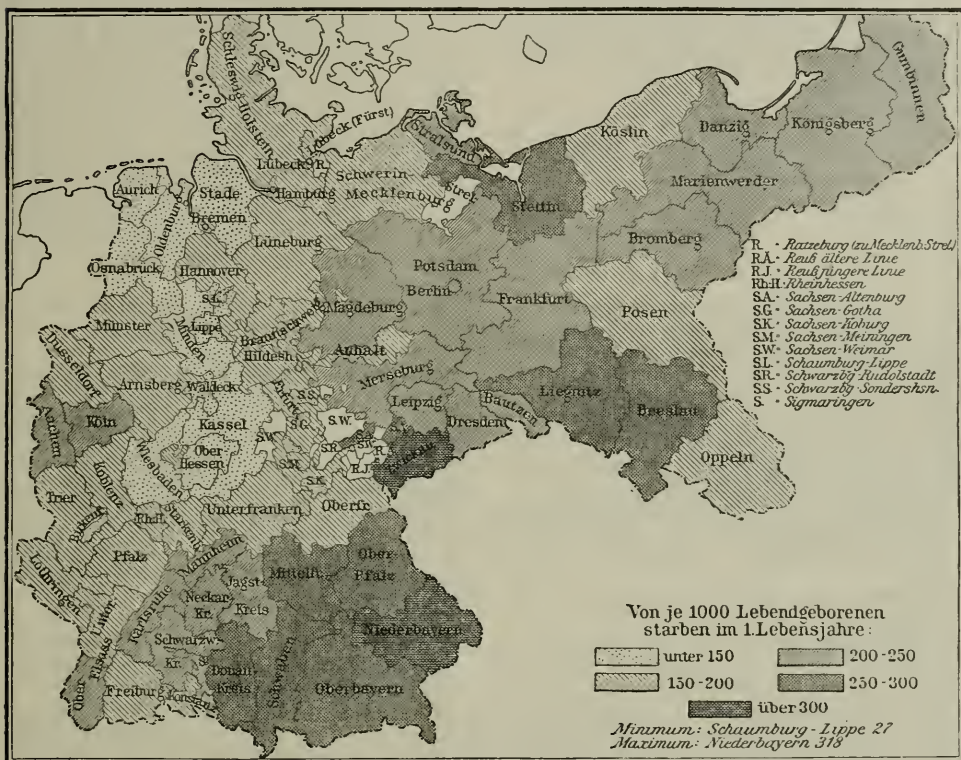 Gumbinnen
Schleswig-Holstein
Lübeck (Fürst)
Stralsund
Köslin
Danzig
Königsberg
Lübeck
R.
Schwerin-
Mecklenburg
Strel.
Stettin
Marienwerder
Aurich
Stade
Hamburg
Oldenburg
Bremen
Lüneburg
Bromberg
Potsdam
Osnabrück
Hannover
Berlin
Frankfurt
Posen
S.L.
Magdeburg
Münster
Minden
Lippe
Braunschweig
Hildesh.
Anhalt
Düsseldorf
Arnsberg
Waldeck
Merseburg
Erfurt
S.S.
Leipzig
Bautzen
Liegnitz
Breslau
Aachen
Köln
Kassel
S.W.
S.G.
S.W.
Dresden
Ober
Hessen
S.R.
S.A.
S.W.
R.
R.J.
Zwickau
Oppeln
Wiesbaden
S.M.
S.K.
Koblenz
Trier
Starkenb.
Unterfranken
Oberfr.
Birkenf.
Rh.H.
Pfalz
Mannheim
Mittelfr.
Ober-
Pfalz
Lothringen
Karlsruhe
Jagst-
Kreis
Neckar
Kr.
Niederbayern
Unter
Elsass
Schwarzw-
Kr.
S.
Donau
Kreis
Schwaben
Oberbayern
Ober
Freiburg
Konstanz
R. · Ratzeburg (zu Mecklenb. Strel.)
R.Ä. · Reuß ältere Linie
R.J. · Reuß jüngere Linie
Rh.H. · Rheinhessen
S.A. · Sachsen-Altenburg
S.G. · Sachsen-Gotha
S.K. · Sachsen-Koburg
S.M. · Sachsen-Meiningen
S.W. · Sachsen-Weimar
S.L. · Schaumburg-Lippe
S.R. · Schwarzbg-Rudolstadt
S.S. · Schwarzbg-Sondershsn.
S. · Sigmaringen
Von je 1000 Lebendgeborenen
starben im 1. Lebensjahre:
unter 150
200-250
150-200
250-300
über 300
Minimum: Schaumburg-Lippe 27
Maximum: Niederbayern 318